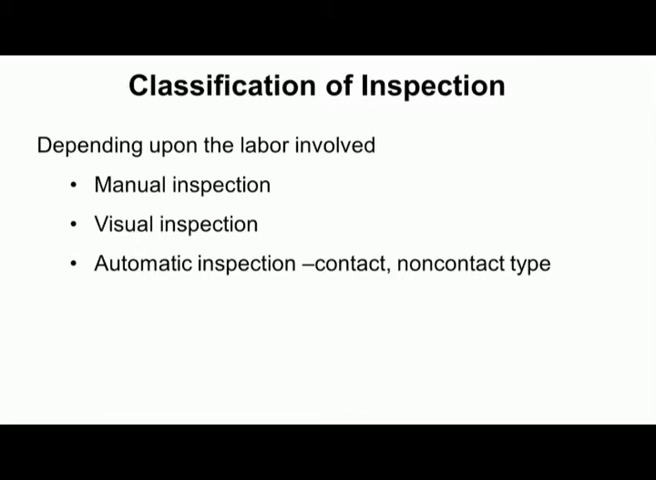 Classification of Inspection
Depending upon the labor involved
• Manual inspection
• Visual inspection
• Automatic inspection –contact, noncontact type